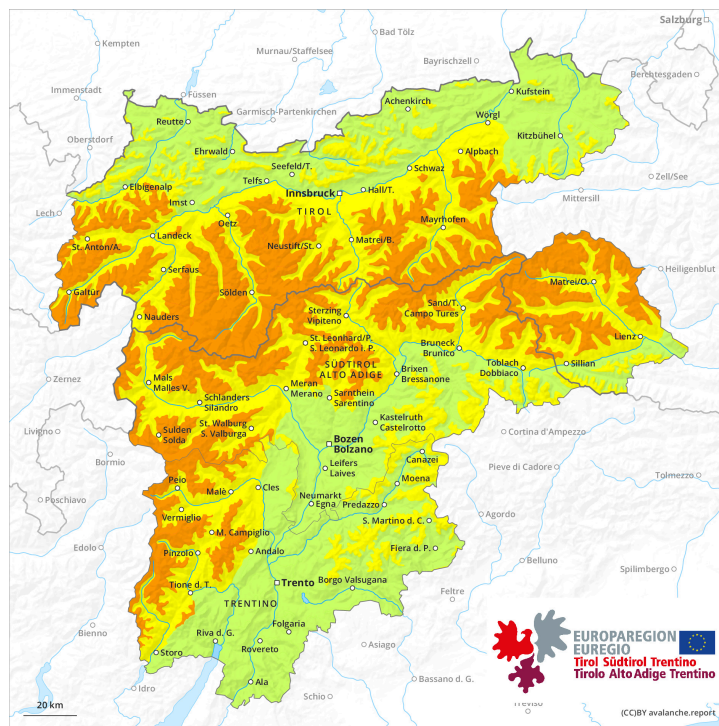 Salzburg
Kempten
Bad Tölz
Murnau/Staffelsee
Bayrischzell
Berchtesgaden
Immenstadt
Füssen
Achenkirch
Kufstein
Garmisch-Partenkirchen
Reutte
Wörgl
Oberstdorf
Kitzbühel
Ehrwald
Alpbach
Seefeld/T.
Schwaz
Zell/See
Telfs
Elbigenalp
Innsbruck
Hall/T.
Mittersill
Imst
Lech
TIROL
Oetz
Mayrhofen
Landeck
Matrei/B.
St. Anton/A.
Neustift/St.
Heiligenblut
Serfaus
Matrei/O.
Galtür
Sölden
Sand/T.
Campo Tures
Nauders
Sterzing
Vipiteno
Lienz
St. Leonhard/P.
S. Leonardo i. P.
Bruneck
Brunico
Zernez
SÜDTIROL
ALTO ADIGE
Toblach
Dobbiaco
Sillian
Brixen
Bressanone
Mals
Malles V.
Meran
Merano
Sarnthein
Sarentino
Schlanders
Silandro
Livigno
St. Walburg
S. Valburga
Kastelruth
Castelrotto
Cortina d'Ampezzo
Sulden
Solda
Bozen
Bolzano
Bormio
Canazei
Pieve di Cadore
Leifers
Laives
Tolmezzo
Peio
Moena
Poschiavo
Malè
Cles
Neumarkt
Egna
Predazzo
Vermiglio
Agordo
S. Martino d. C.
M. Campiglio
Edolo
Pinzolo
Andalo
Fiera d. P.
Belluno
Spilimbergo
Tione d. T.
Trento
Borgo Valsugana
Feltre
TRENTINO
Folgaria
Bienno
Riva d. G.
Rovereto
Asiago
Storo
Bassano d. G.
Ala
Idro
Schio
Treviso
EUROPAREGION
EUREGIO
Tirol Südtirol Trentino
Tirolo Alto Adige Trentino
20 km
(CC)BY avalanche.report